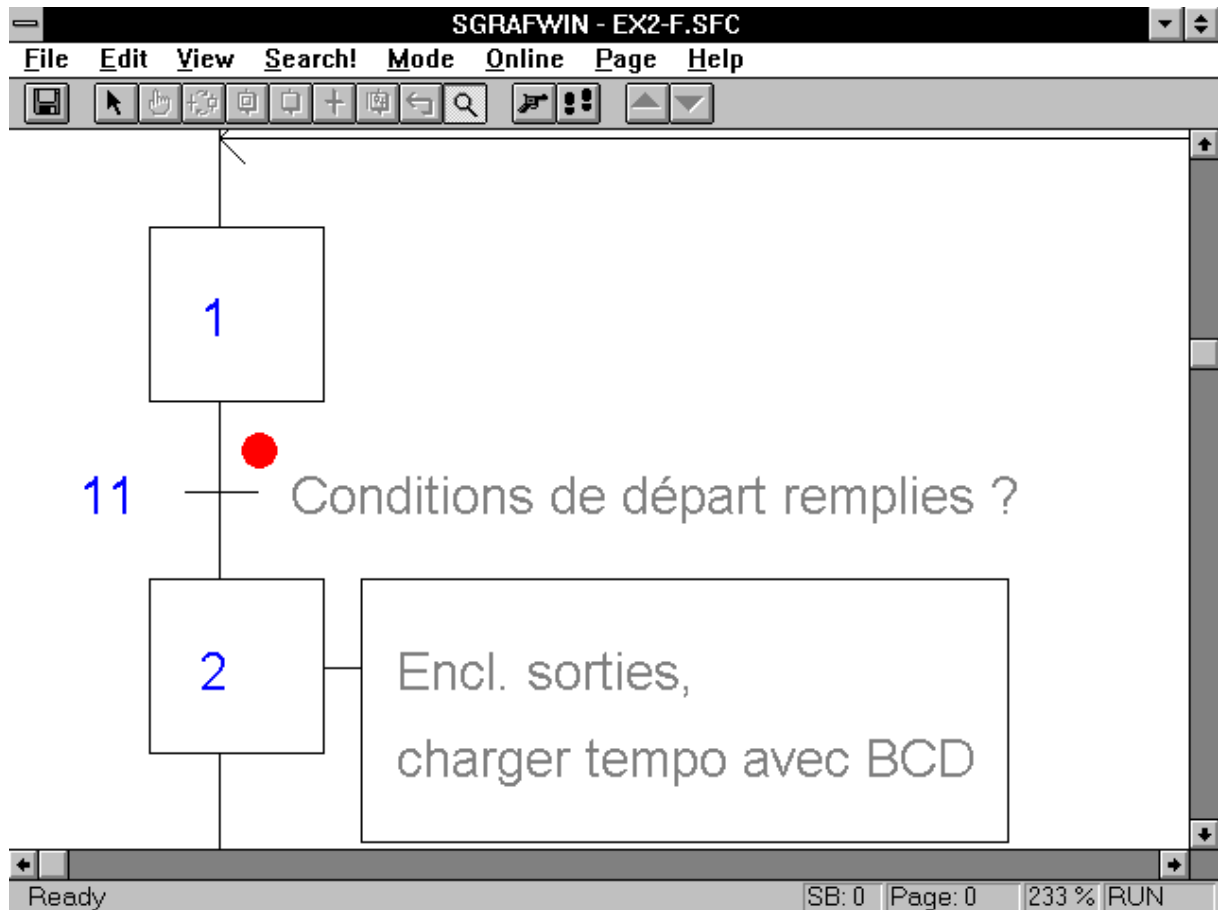 SGRAFWIN - EX2-F.SFC
File Edit View Search! Mode Online Page Help
1
11 Conditions de départ remplies ?
2 Encl. sorties,
charger tempo avec BCD
Ready SB: 0 Page: 0 233 % RUN